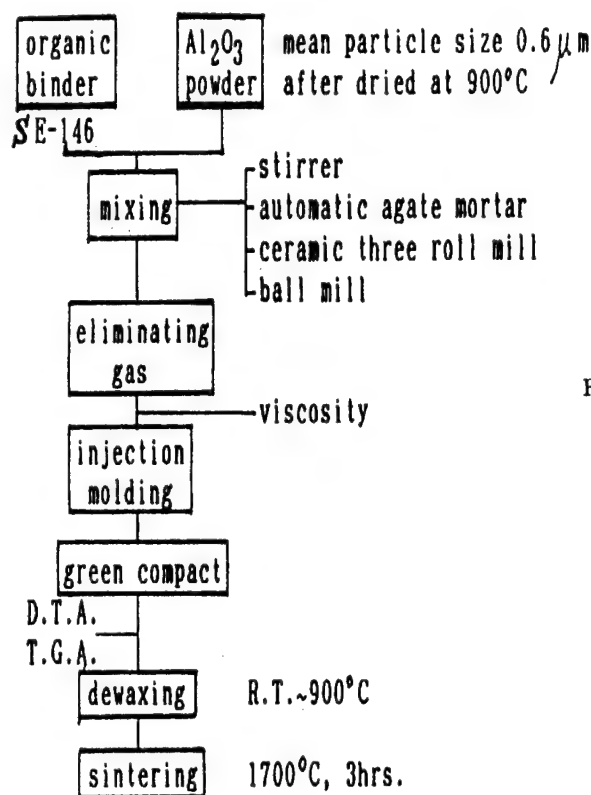 organic
binder
Al₂O₃
powder
mean particle size 0.6μm
after dried at 900°C
SE-146
mixing
stirrer
automatic agate mortar
ceramic three roll mill
ball mill
eliminating
gas
viscosity
injection
molding
green compact
D.T.A.
T.G.A.
dewaxing
R.T.~900°C
sintering
1700°C, 3hrs.